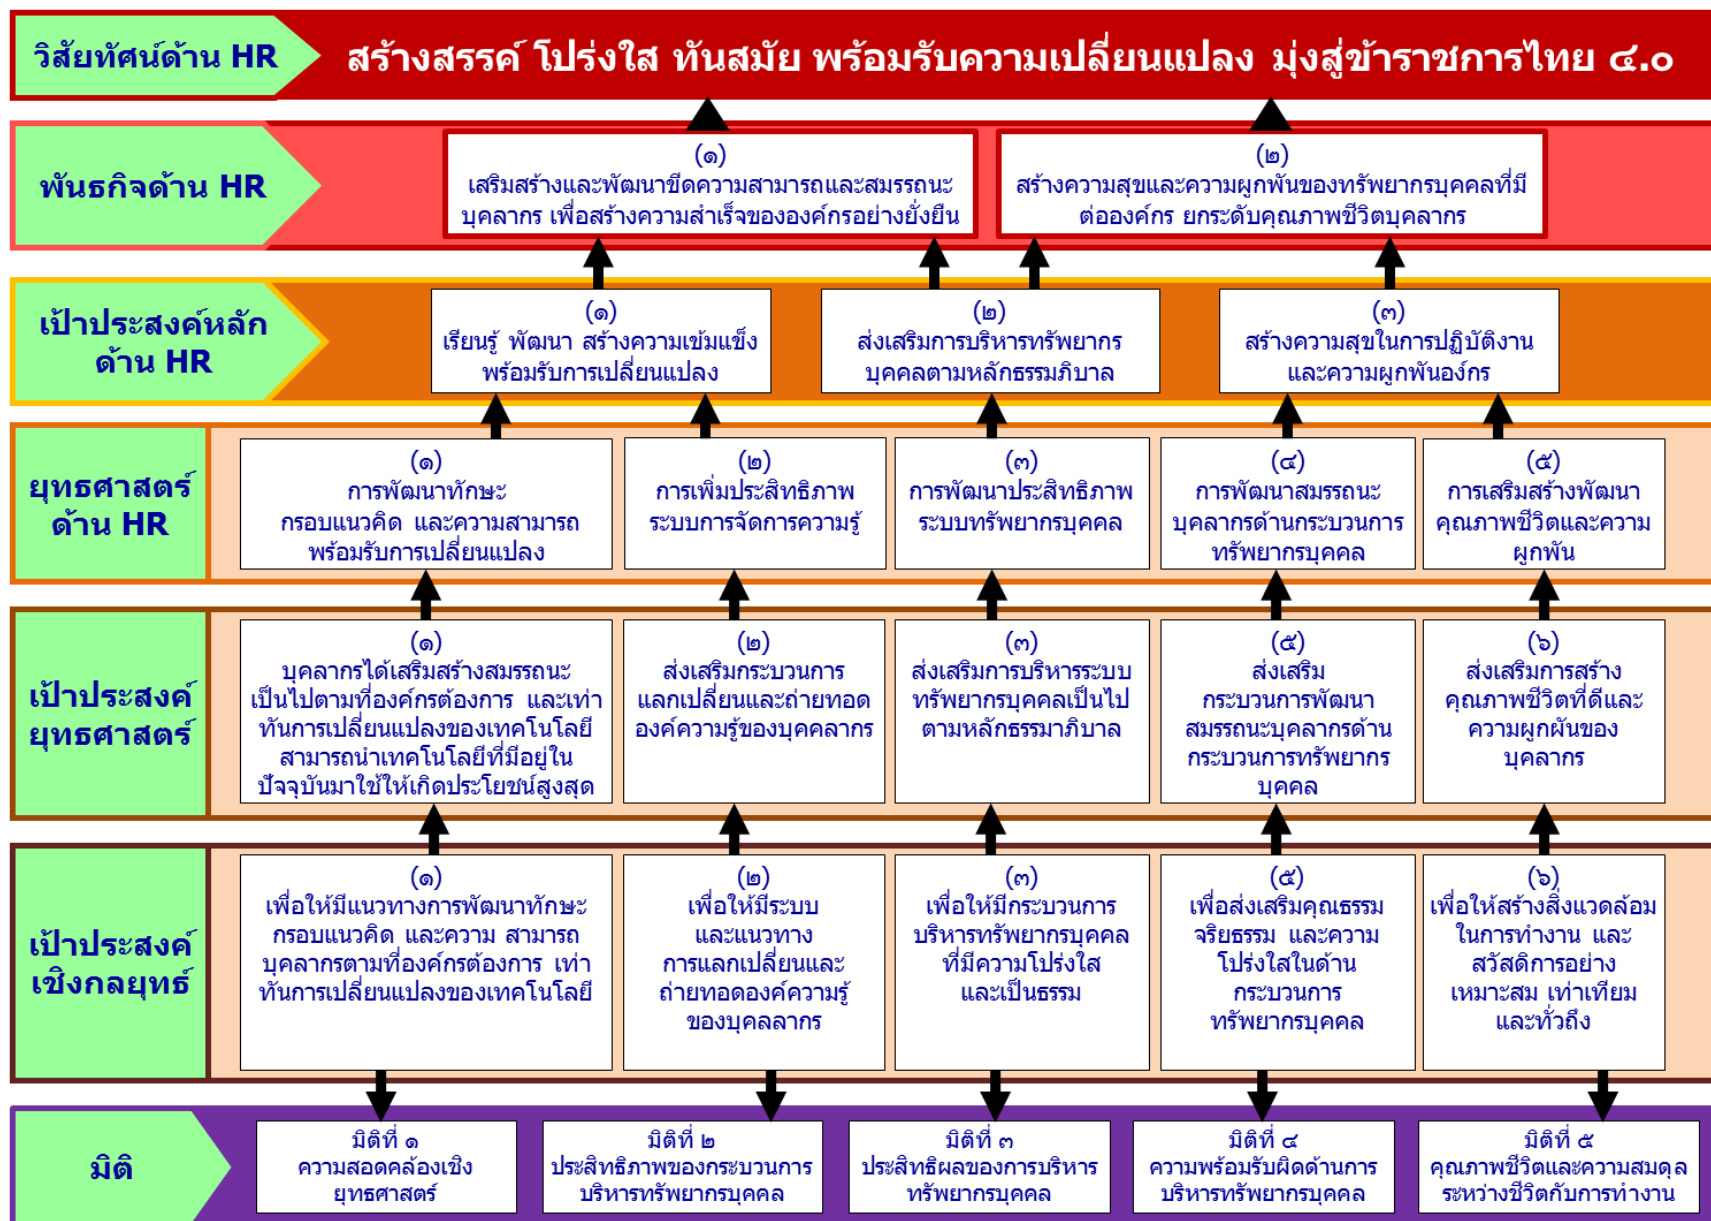 วิสัยทัศน์ด้าน HR
สร้างสรรค์ โปร่งใส ทันสมัย พร้อมรับความเปลี่ยนแปลง มุ่งสู่ข้าราชการไทย ๔.๐
พันธกิจด้าน HR
(๑)
เสริมสร้างและพัฒนาขีดความสามารถและสมรรถนะ
บุคลากร เพื่อสร้างความสำเร็จขององค์กรอย่างยั่งยืน
(๒)
สร้างความสุขและความผูกพันของทรัพยากรบุคคลที่มี
ต่อองค์กร ยกระดับคุณภาพชีวิตบุคลากร
เป้าประสงค์หลัก
ด้าน HR
(๑)
เรียนรู้ พัฒนา สร้างความเข้มแข็ง
พร้อมรับการเปลี่ยนแปลง
(๒)
ส่งเสริมการบริหารทรัพยากร
บุคคลตามหลักธรรมภิบาล
(๓)
สร้างความสุขในการปฏิบัติงาน
และความผูกพันอง์กร
ยุทธศาสตร์
ด้าน HR
(๑)
การพัฒนาทักษะ
กรอบแนวคิด และความสามารถ
พร้อมรับการเปลี่ยนแปลง
(๒)
การเพิ่มประสิทธิภาพ
ระบบการจัดการความรู้
(๓)
การพัฒนาประสิทธิภาพ
ระบบทรัพยากรบุคคล
(๔)
การพัฒนาสมรรถนะ
บุคลากรด้านกระบวนการ
ทรัพยากรบุคคล
(๕)
การเสริมสร้างพัฒนา
คุณภาพชีวิตและความ
ผูกพัน
เป้าประสงค์
ยุทธศาสตร์
(๑)
บุคลากรได้เสริมสร้างสมรรถนะ
เป็นไปตามที่องค์กรต้องการ และเท่า
ทันการเปลี่ยนแปลงของเทคโนโลยี
สามารถนำเทคโนโลยีที่มีอยู่ใน
ปัจจุบันมาใช้ให้เกิดประโยชน์สูงสุด
(๒)
ส่งเสริมกระบวนการ
แลกเปลี่ยนและถ่ายทอด
องค์ความรู้ของบุคคลากร
(๓)
ส่งเสริมการบริหารระบบ
ทรัพยากรบุคคลเป็นไป
ตามหลักธรรมาภิบาล
(๕)
ส่งเสริม
กระบวนการพัฒนา
สมรรถนะบุคลากรด้าน
กระบวนการทรัพยากร
บุคคล
(๖)
ส่งเสริมการสร้าง
คุณภาพชีวิตที่ดีและ
ความผูกผันของ
บุคลากร
เป้าประสงค์
เชิงกลยุทธ์
(๑)
เพื่อให้มีแนวทางการพัฒนาทักษะ
กรอบแนวคิด และความ สามารถ
บุคลากรตามที่องค์กรต้องการ เท่า
ทันการเปลี่ยนแปลงของเทคโนโลยี
(๒)
เพื่อให้มีระบบ
และแนวทาง
การแลกเปลี่ยนและ
ถ่ายทอดองค์ความรู้
ของบุคลลากร
(๓)
เพื่อให้มีกระบวนการ
บริหารทรัพยากรบุคคล
ที่มีความโปร่งใส
และเป็นธรรม
(๕)
เพื่อส่งเสริมคุณธรรม
จริยธรรม และความ
โปร่งใสในด้าน
กระบวนการ
ทรัพยากรบุคคล
(๖)
เพื่อให้สร้างสิ่งแวดล้อม
ในการทำงาน และ
สวัสดิการอย่าง
เหมาะสม เท่าเทียม
และทั่วถึง
มิติ
มิติที่ ๑
ความสอดคล้องเชิง
ยุทธศาสตร์
มิติที่ ๒
ประสิทธิภาพของกระบวนการ
บริหารทรัพยากรบุคคล
มิติที่ ๓
ประสิทธิผลของการบริหาร
ทรัพยากรบุคคล
มิติที่ ๔
ความพร้อมรับผิดด้านการ
บริหารทรัพยากรบุคคล
มิติที่ ๕
คุณภาพชีวิตและความสมดุล
ระหว่างชีวิตกับการทำงาน